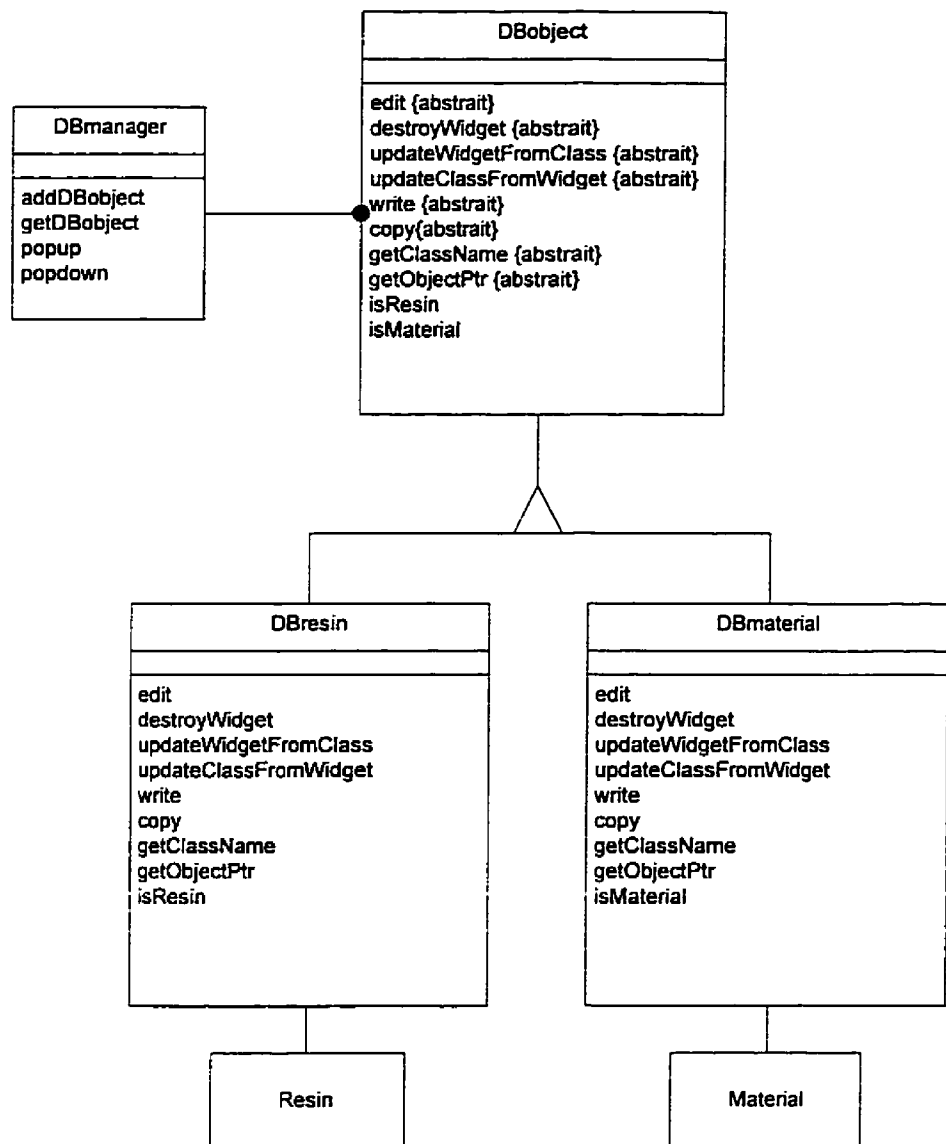 DBobject
edit {abstrait}
destroyWidget {abstrait}
updateWidgetFromClass {abstrait}
updateClassFromWidget {abstrait}
write {abstrait}
copy{abstrait}
getClassName {abstrait}
getObjectPtr {abstrait}
isResin
isMaterial
DBmanager
addDBobject
getDBobject
popup
popdown
DBresin
edit
destroyWidget
updateWidgetFromClass
updateClassFromWidget
write
copy
getClassName
getObjectPtr
isResin
DBmaterial
edit
destroyWidget
updateWidgetFromClass
updateClassFromWidget
write
copy
getClassName
getObjectPtr
isMaterial
Resin
Material